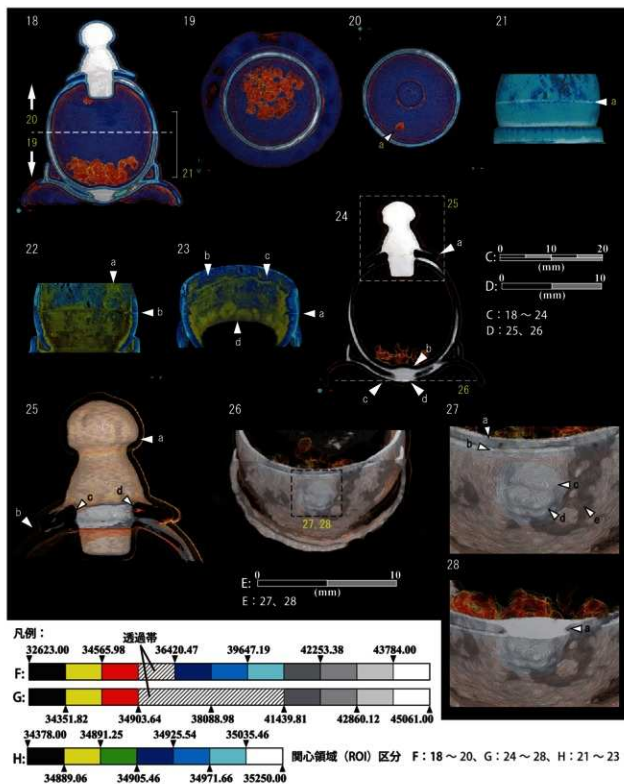 18
19
20
21
20
19
21
a
a
22
23
24
25
a
b
b
c
a
d
a
b
c
d
26
C:
0 10 20
(mm)
D:
0 10
(mm)
C：18～24
D：25、26
25
a
b
c
d
26
27, 28
E:
0 10
(mm)
E：27、28
27
a
b
c
d
e
28
a
凡例：
透過帯
32623.00 34565.98 36420.47 39647.19 42253.38 43784.00
F:
G:
34351.82 34903.64 38088.98 41439.81 42860.12 45061.00
34378.00 34891.25 34925.54 35035.46
H:
34889.06 34905.46 34971.66 35250.00
関心領域（ROI）区分 F：18～20、G：24～28、H：21～23